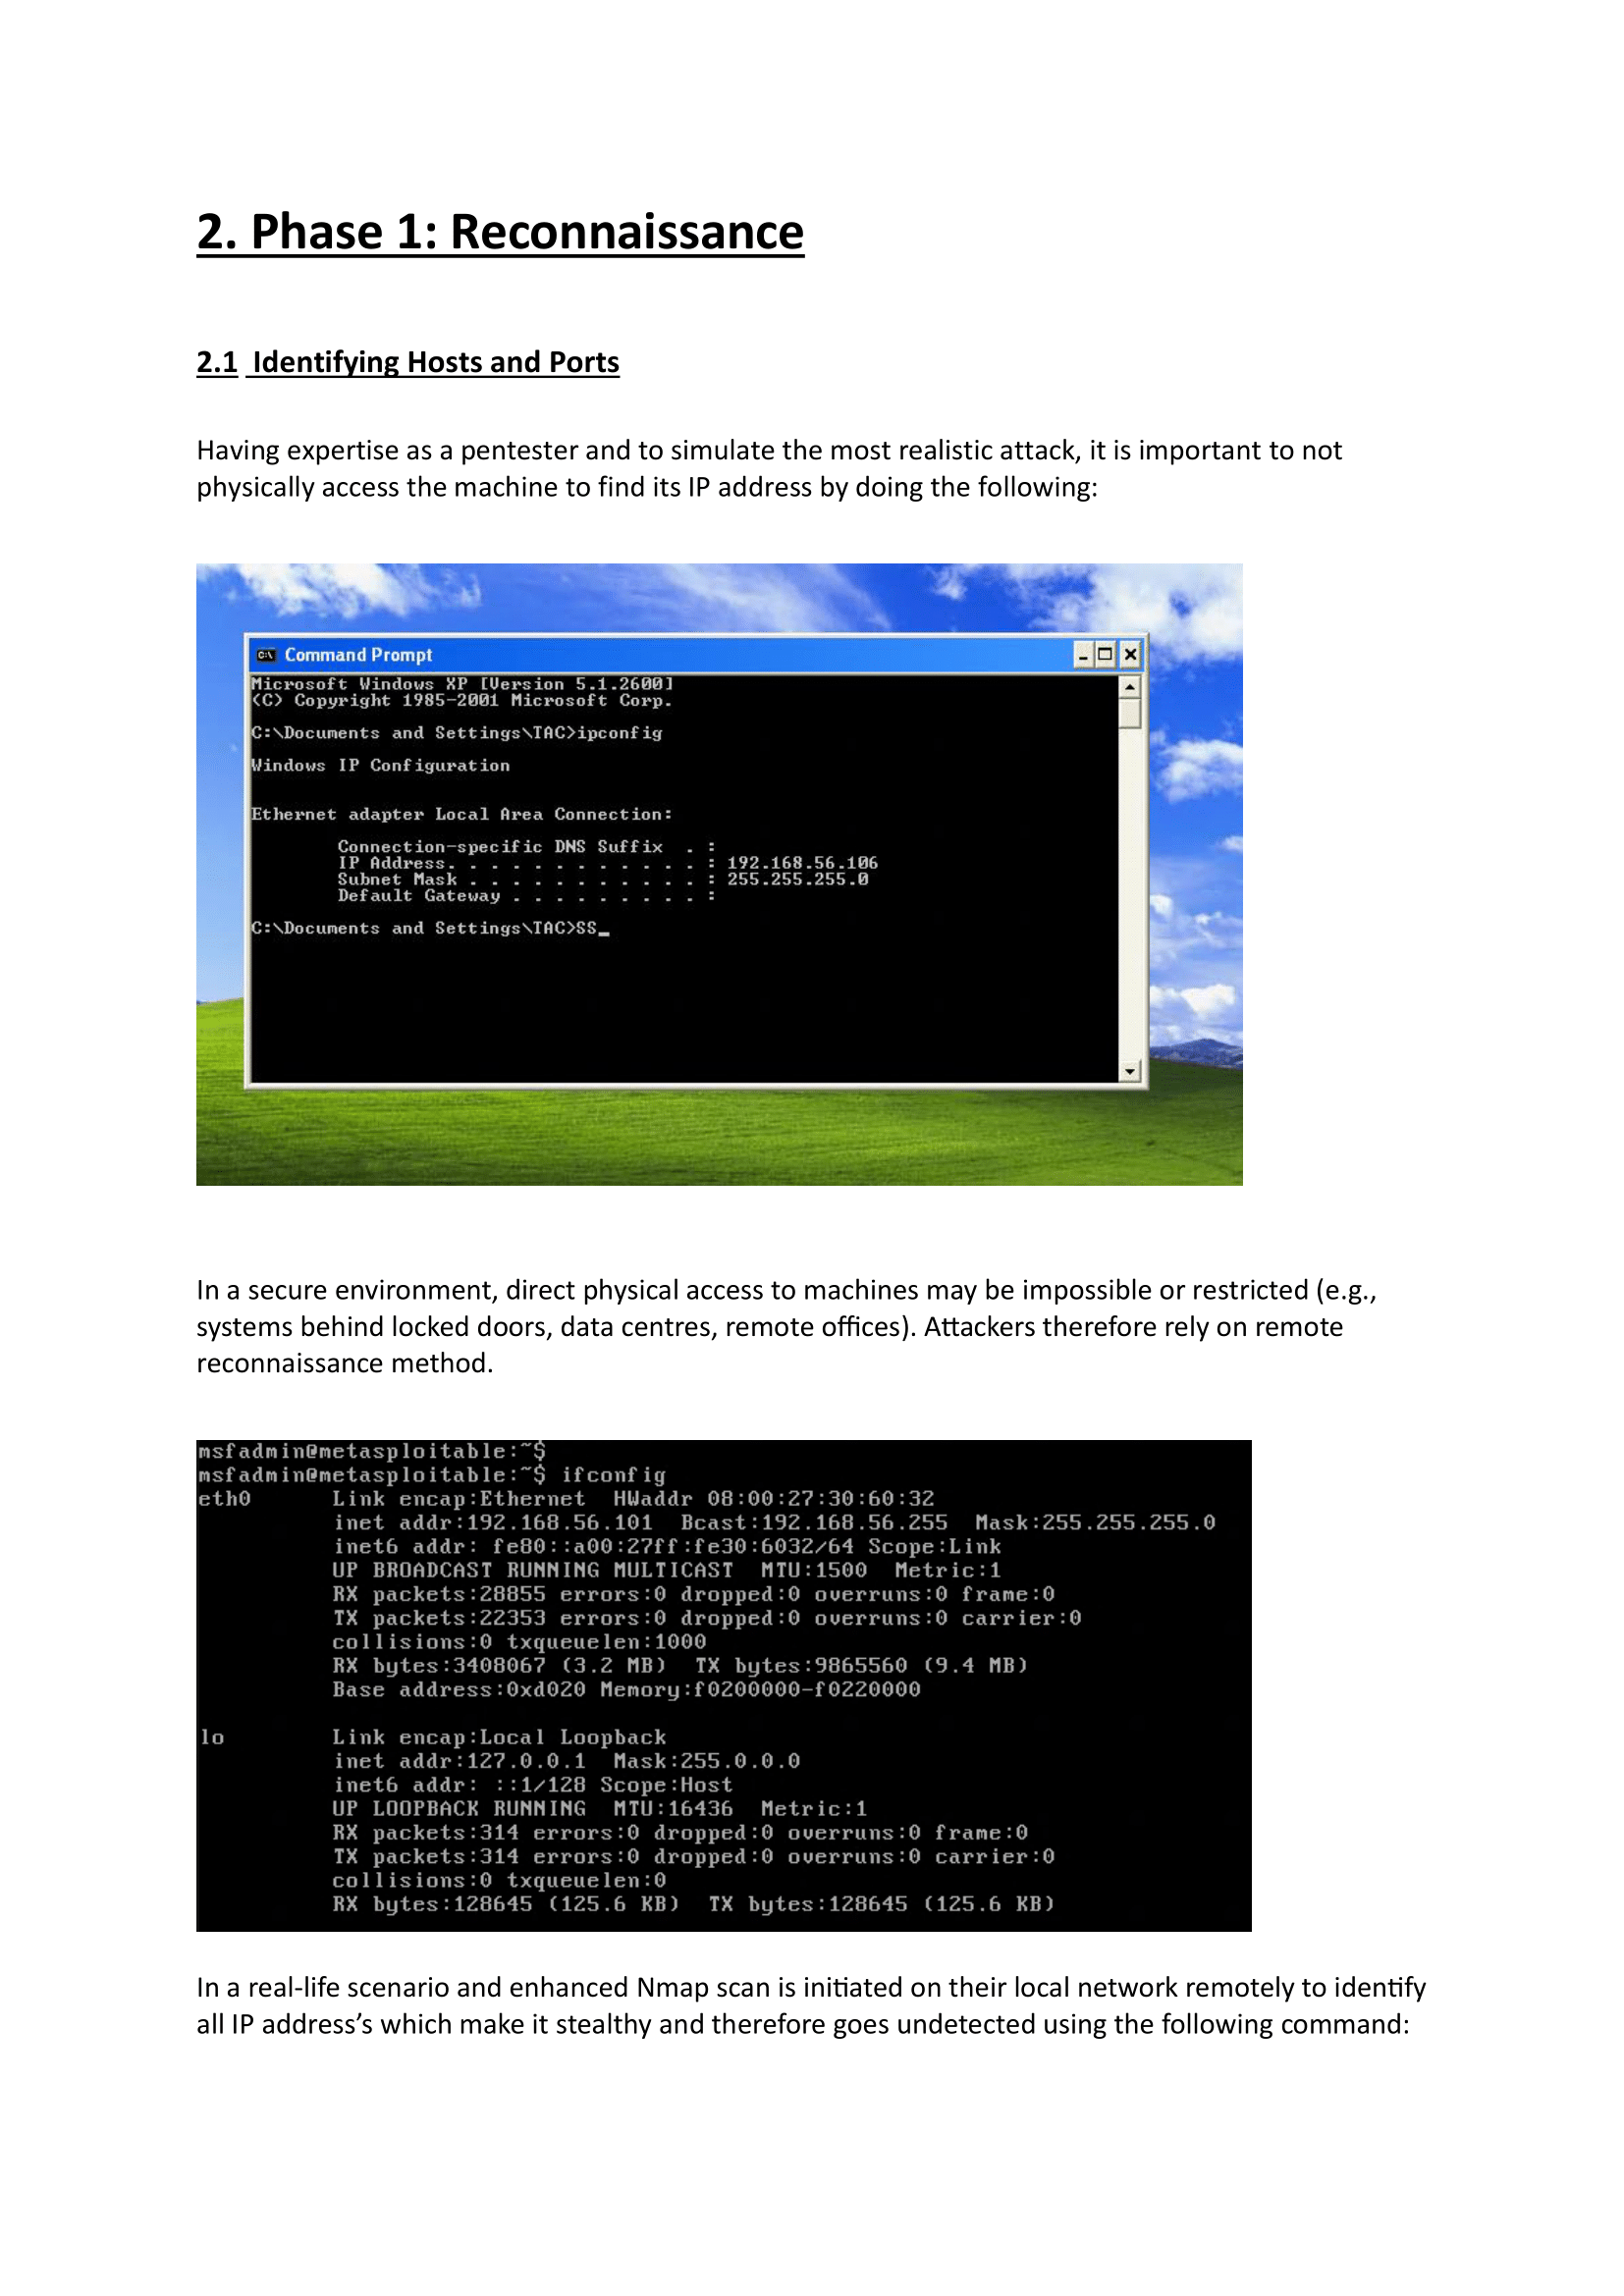 2. Phase 1: Reconnaissance
2.1 Identifying Hosts and Ports
Having expertise as a pentester and to simulate the most realistic attack, it is important to not
physically access the machine to find its IP address by doing the following:
Command Prompt
Microsoft Windows XP [Version 5.1.2600]
(C) Copyright 1985-2001 Microsoft Corp.
C:\Documents and Settings\TAC>ipconfig
Windows IP Configuration
Ethernet adapter Local Area Connection:
Connection-specific DNS Suffix  . :
IP Address. . . . . . . . . . . . : 192.168.56.106
Subnet Mask . . . . . . . . . . . : 255.255.255.0
Default Gateway . . . . . . . . . :
C:\Documents and Settings\TAC>SS_
In a secure environment, direct physical access to machines may be impossible or restricted (e.g.,
systems behind locked doors, data centres, remote offices). Attackers therefore rely on remote
reconnaissance method.
msfadmin@metasploitable:~$
msfadmin@metasploitable:~$ ifconfig
eth0      Link encap:Ethernet  HWaddr 08:00:27:30:60:32
inet addr:192.168.56.101  Bcast:192.168.56.255  Mask:255.255.255.0
inet6 addr: fe80::a00:27ff:fe30:6032/64 Scope:Link
UP BROADCAST RUNNING MULTICAST  MTU:1500  Metric:1
RX packets:28855 errors:0 dropped:0 overruns:0 frame:0
TX packets:22353 errors:0 dropped:0 overruns:0 carrier:0
collisions:0 txqueuelen:1000
RX bytes:3408067 (3.2 MB)  TX bytes:9865560 (9.4 MB)
Base address:0xd020 Memory:f0200000-f0220000
lo        Link encap:Local Loopback
inet addr:127.0.0.1  Mask:255.0.0.0
inet6 addr: ::1/128 Scope:Host
UP LOOPBACK RUNNING  MTU:16436  Metric:1
RX packets:314 errors:0 dropped:0 overruns:0 frame:0
TX packets:314 errors:0 dropped:0 overruns:0 carrier:0
collisions:0 txqueuelen:0
RX bytes:128645 (125.6 KB)  TX bytes:128645 (125.6 KB)
In a real-life scenario and enhanced Nmap scan is initiated on their local network remotely to identify
all IP address’s which make it stealthy and therefore goes undetected using the following command: